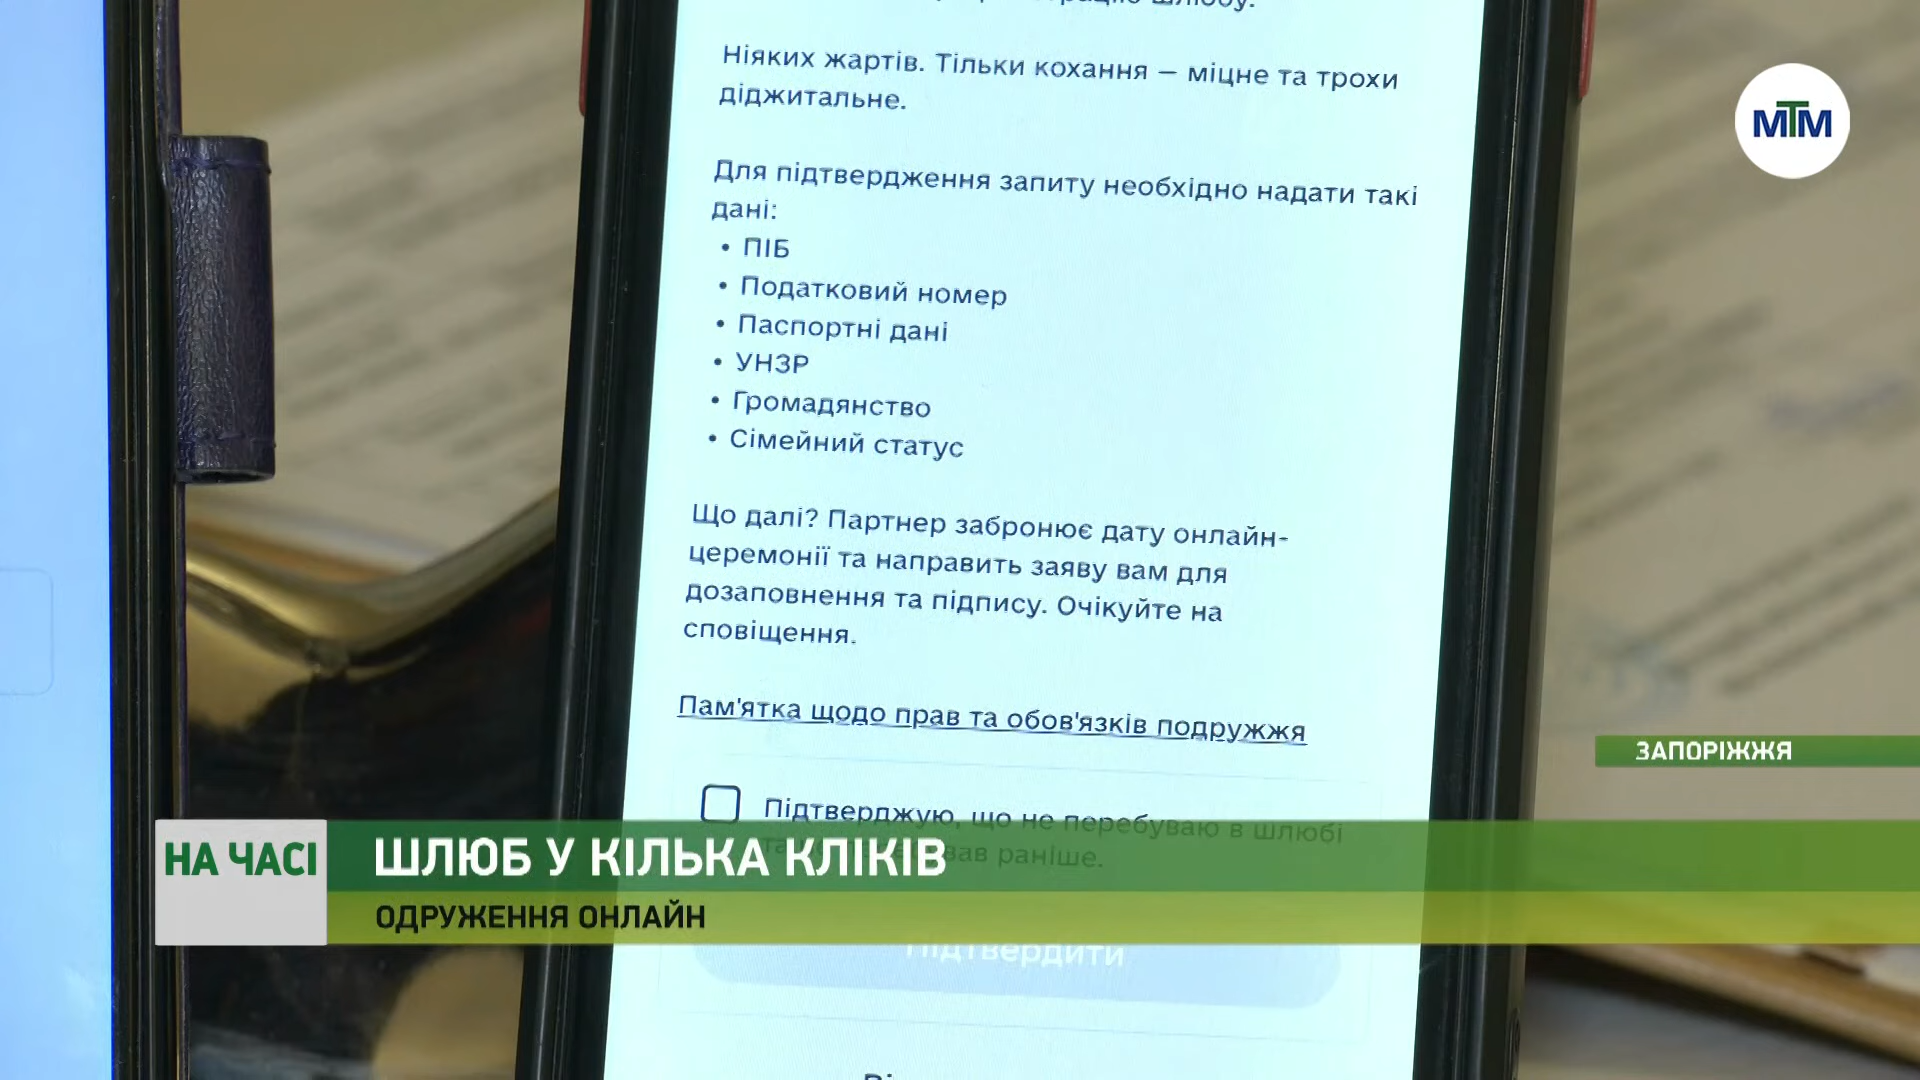 шлюбу.
Ніяких жартів. Тільки кохання — міцне та трохи
діджитальне.
Для підтвердження запиту необхідно надати такі
дані:
• ПІБ
• Податковий номер
• Паспортні дані
• УНЗР
• Громадянство
• Сімейний статус
Що далі? Партнер забронює дату онлайн-
церемонії та направить заяву вам для
дозаповнення та підпису. Очікуйте на
сповіщення.
Пам'ятка щодо прав та обов'язків подружжя
Підтверджую, що не перебуваю в шлюбі
раніше.
Підтвердити
МТМ
ЗАПОРІЖЖЯ
НА ЧАСІ
ШЛЮБ У КІЛЬКА КЛІКІВ
ОДРУЖЕННЯ ОНЛАЙН